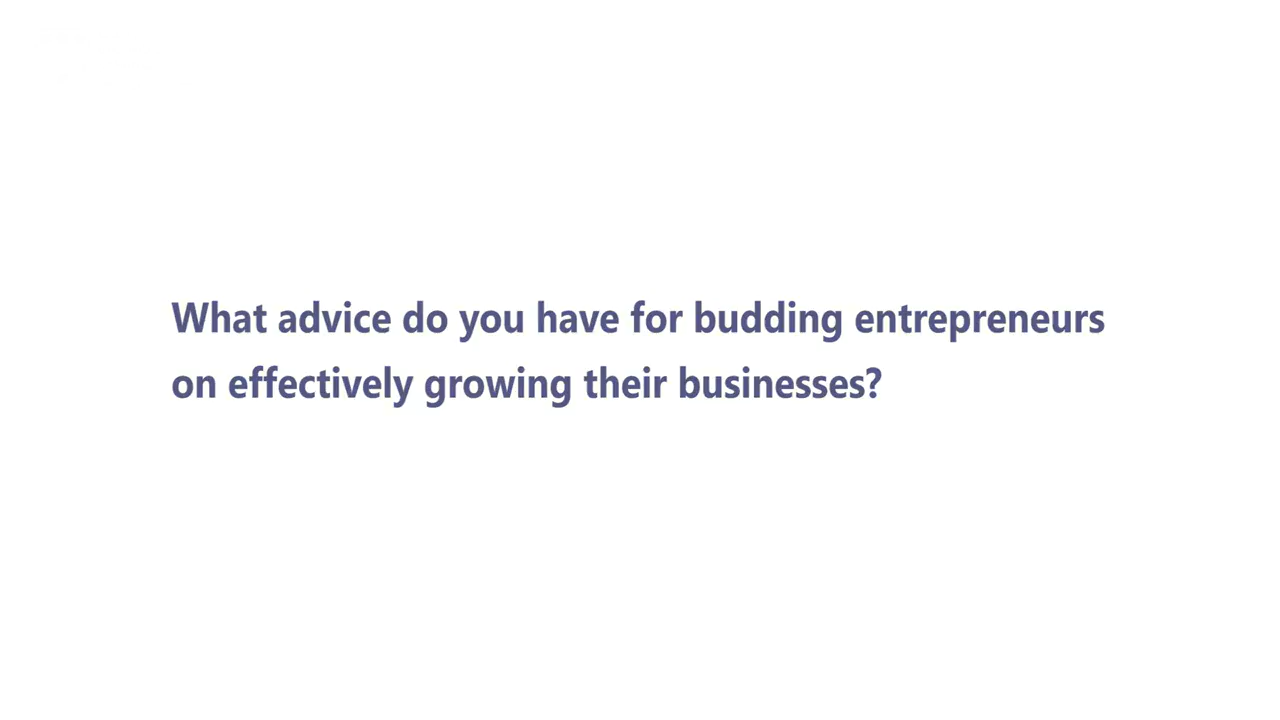 What advice do you have for budding entrepreneurs
on effectively growing their businesses?